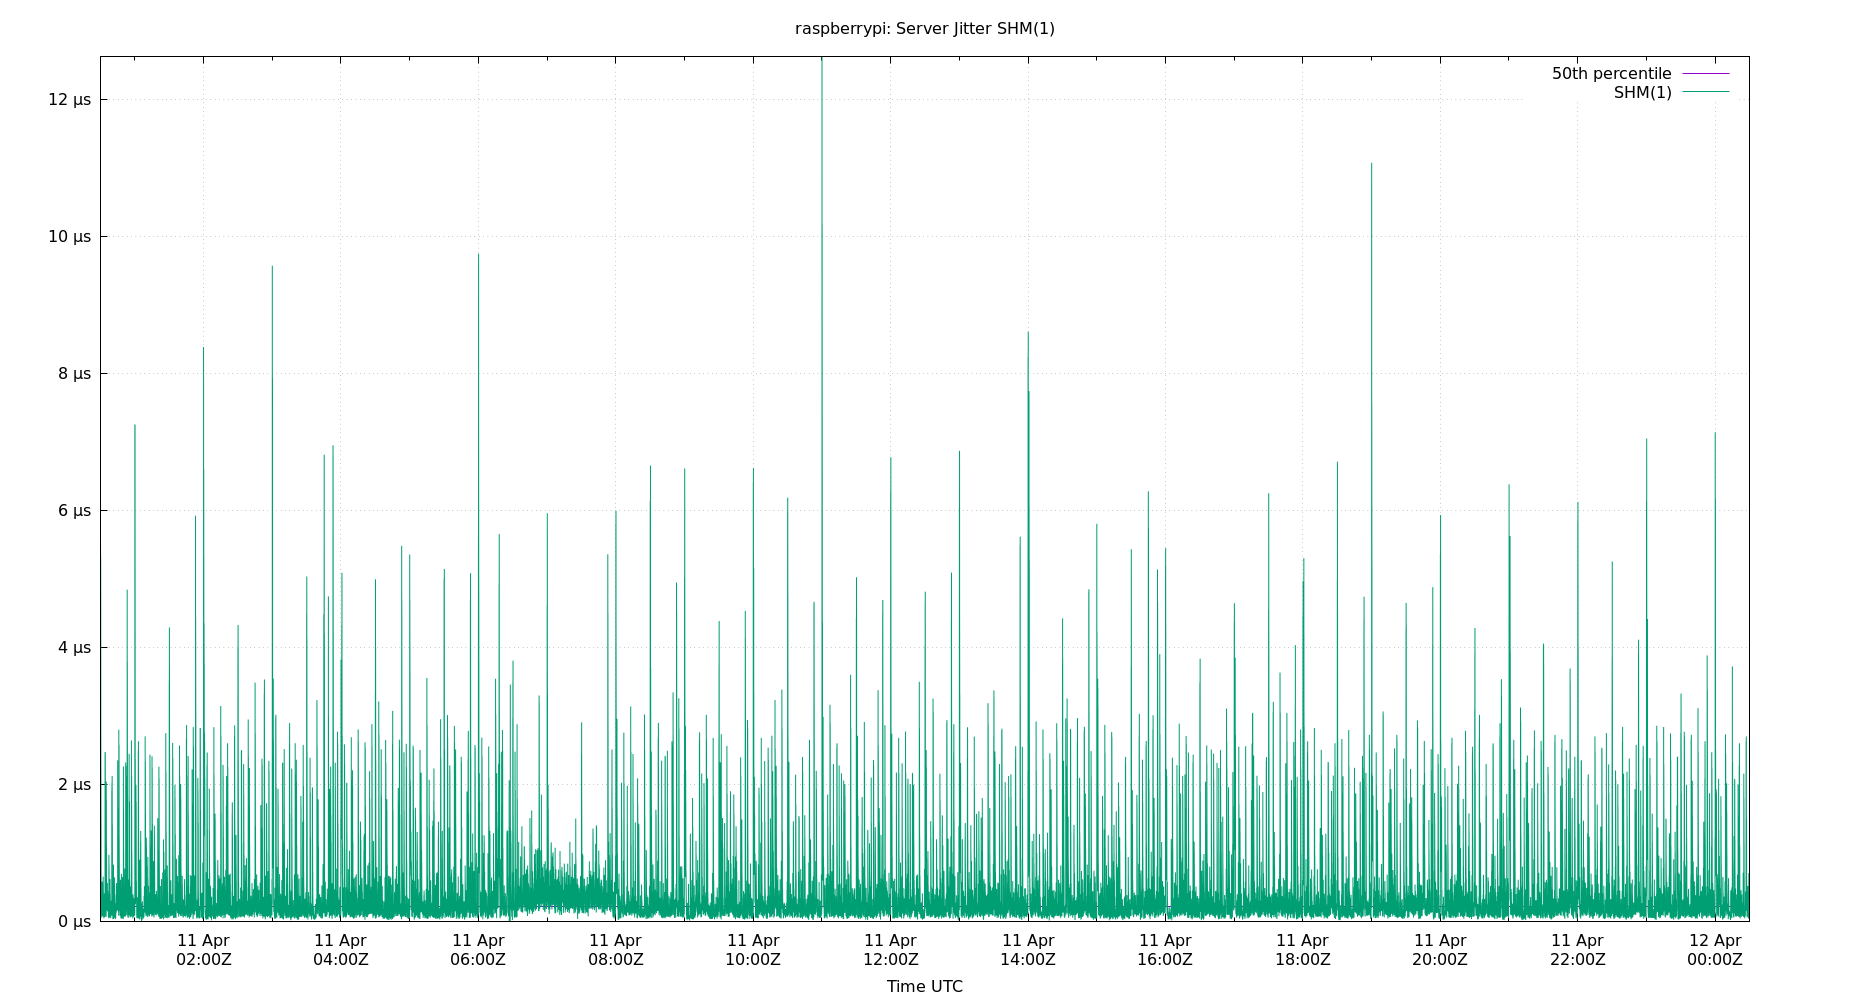 raspberrypi: Server Jitter SHM(1)
50th percentile
SHM(1)
12 µs
10 µs
8 µs
6 µs
4 µs
2 µs
0 µs
11 Apr 11 Apr 11 Apr 11 Apr 11 Apr 11 Apr 11 Apr 11 Apr 11 Apr 11 Apr 11 Apr 12 Apr
02:00Z 04:00Z 06:00Z 08:00Z 10:00Z 12:00Z 14:00Z 16:00Z 18:00Z 20:00Z 22:00Z 00:00Z
Time UTC